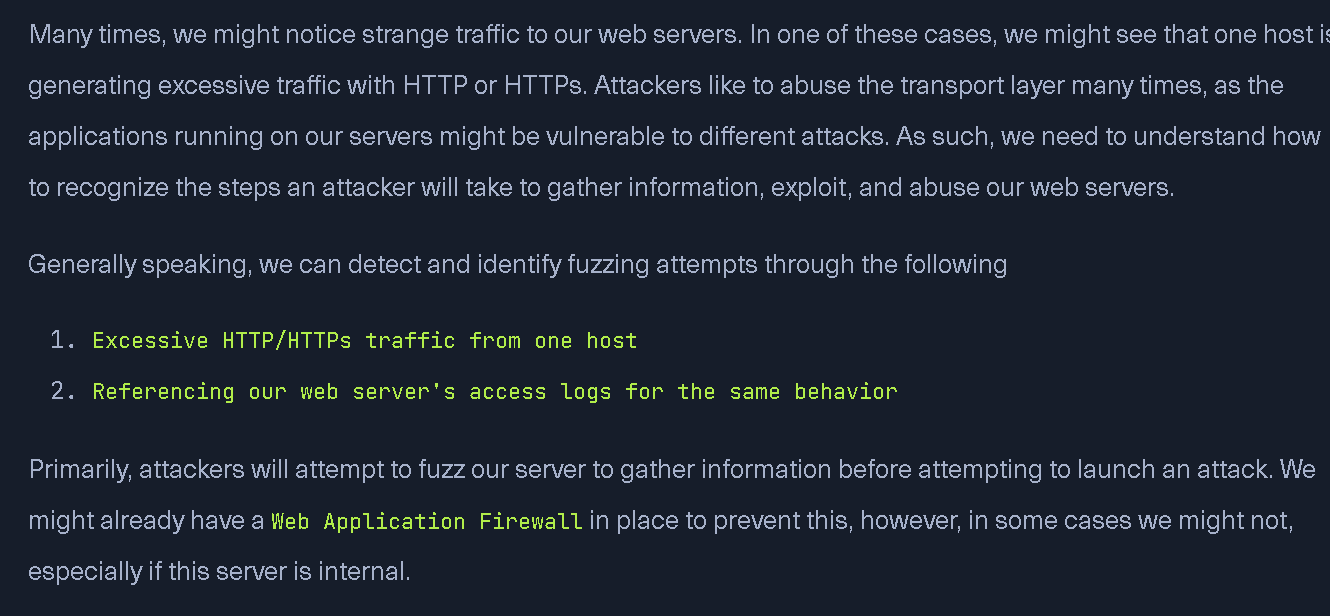 Many times, we might notice strange traffic to our web servers. In one of these cases, we might see that one host is
generating excessive traffic with HTTP or HTTPs. Attackers like to abuse the transport layer many times, as the
applications running on our servers might be vulnerable to different attacks. As such, we need to understand how
to recognize the steps an attacker will take to gather information, exploit, and abuse our web servers.
Generally speaking, we can detect and identify fuzzing attempts through the following
1. Excessive HTTP/HTTPs traffic from one host
2. Referencing our web server's access logs for the same behavior
Primarily, attackers will attempt to fuzz our server to gather information before attempting to launch an attack. We
might already have a Web Application Firewall in place to prevent this, however, in some cases we might not,
especially if this server is internal.